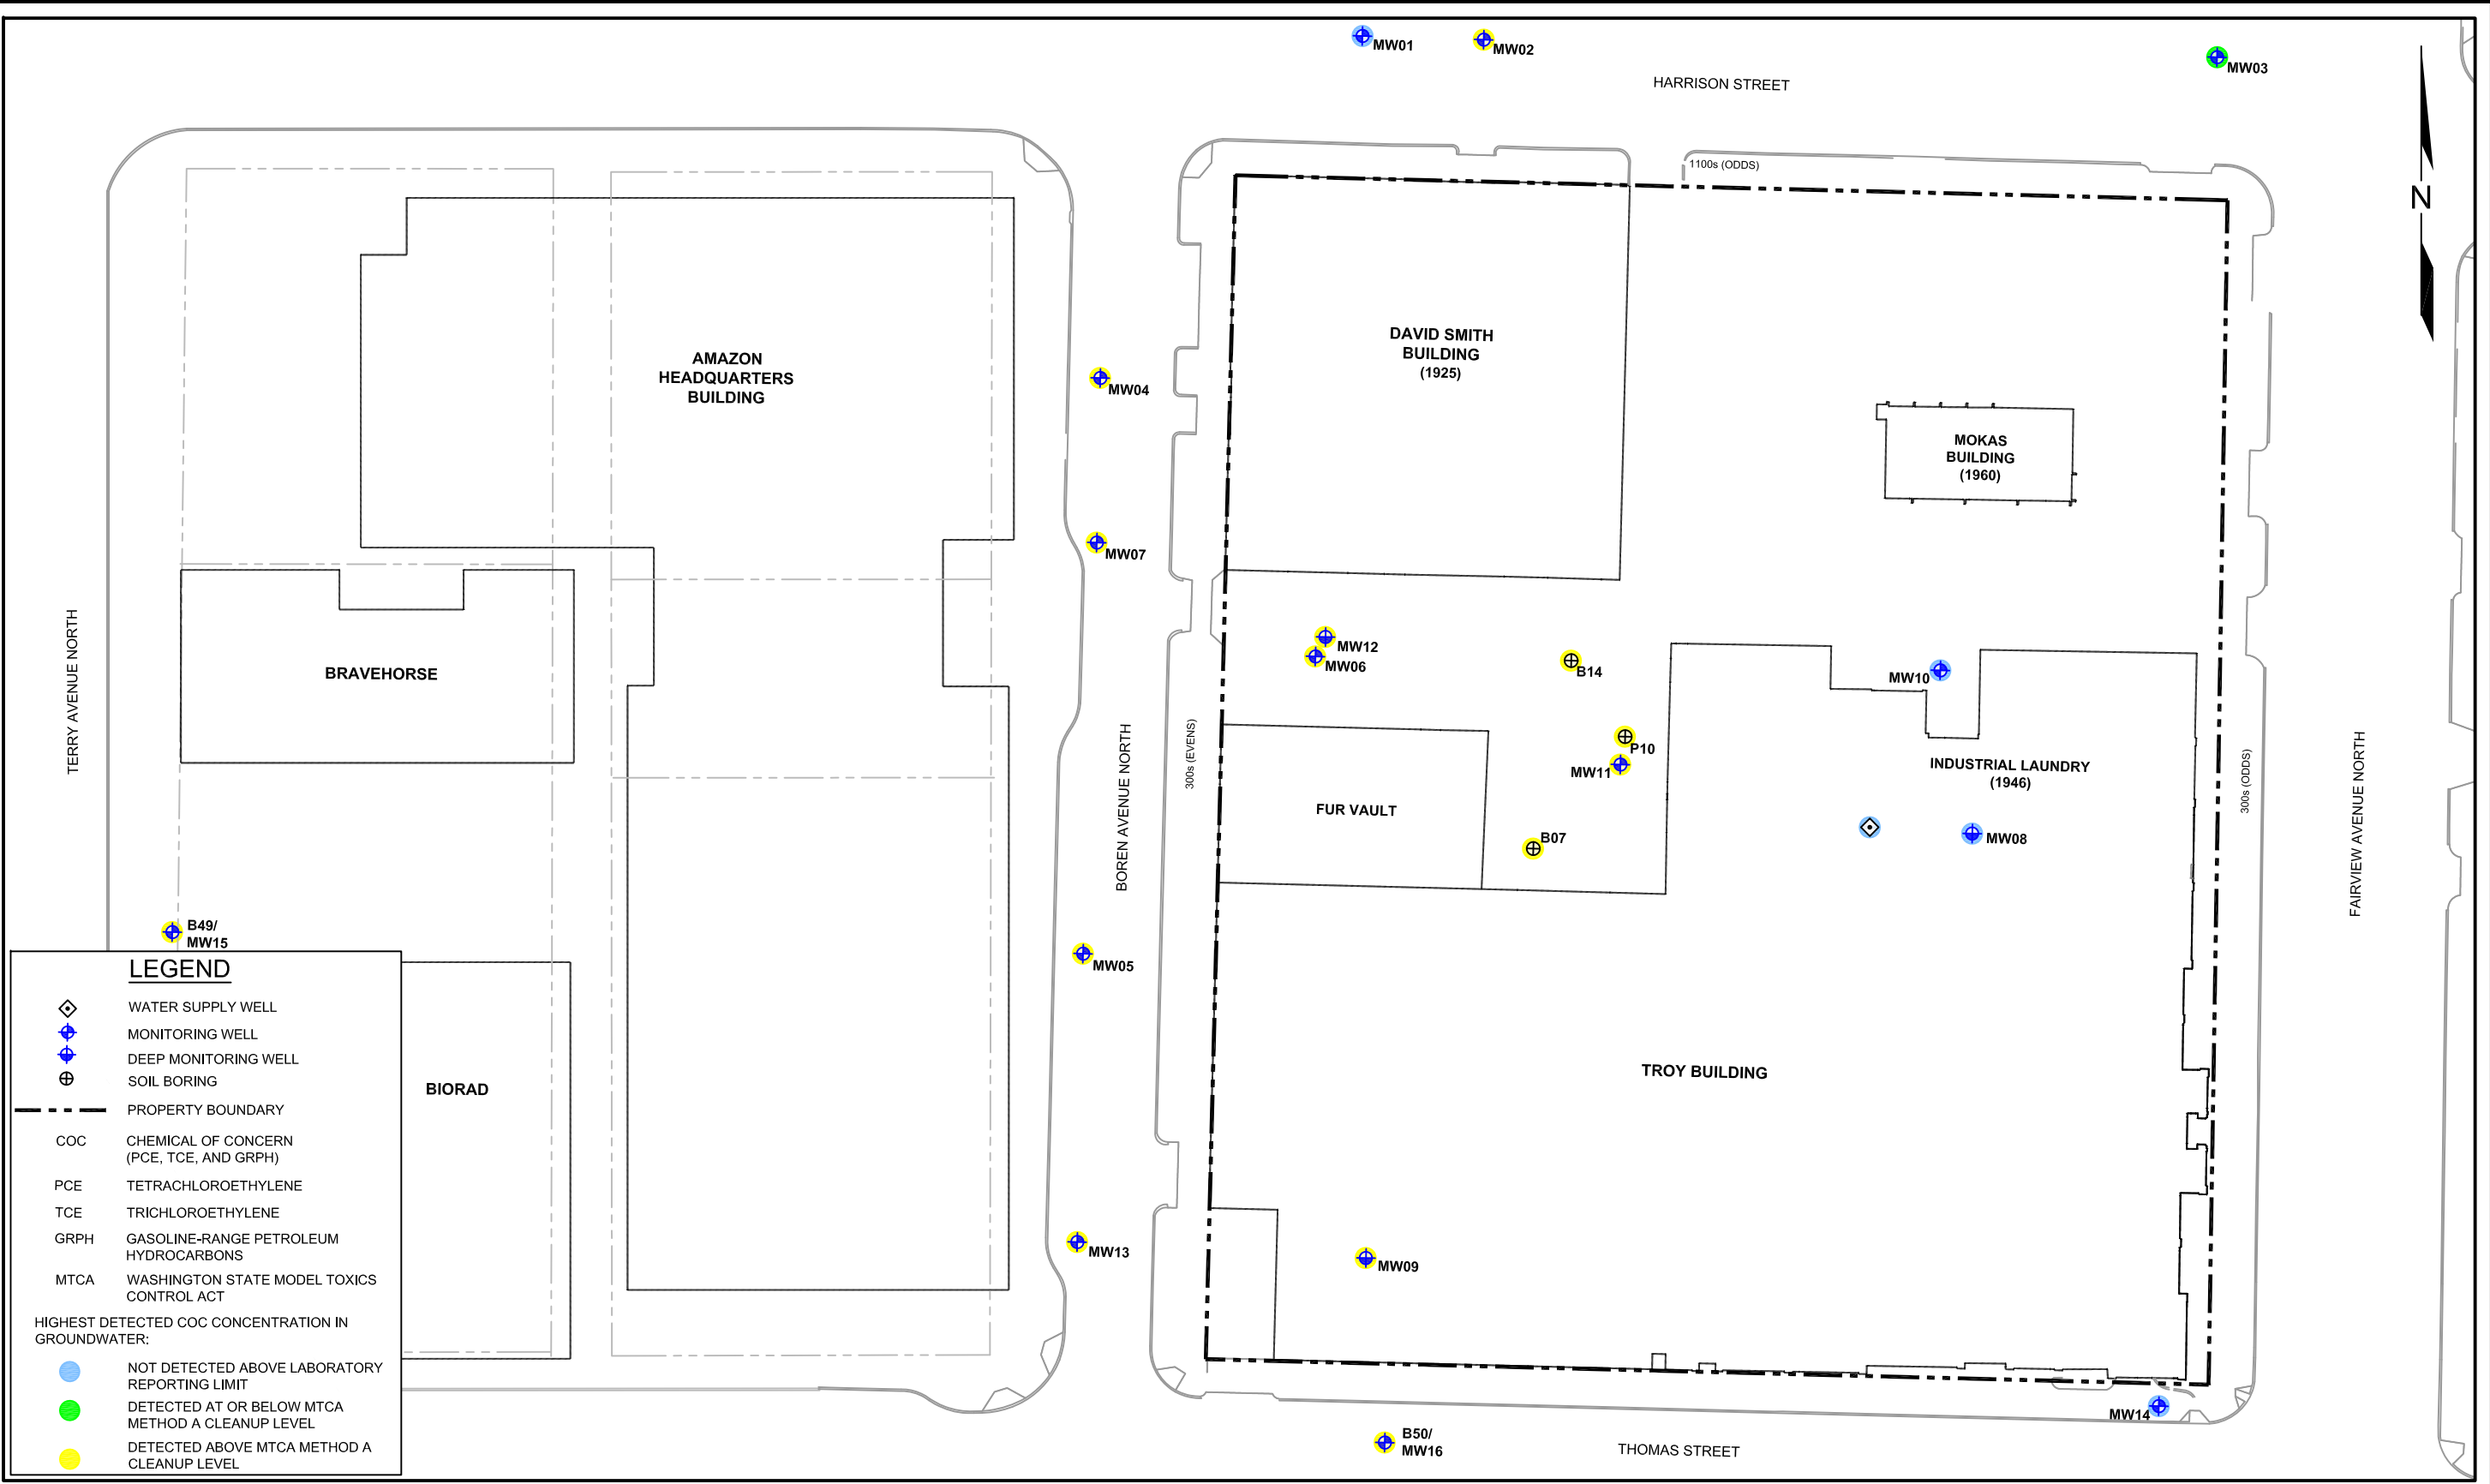 MW01
MW02
MW03
HARRISON STREET
1100s (ODDS)
N
DAVID SMITH
BUILDING
(1925)
AMAZON
HEADQUARTERS
BUILDING
MW04
MOKAS
BUILDING
(1960)
MW07
TERRY AVENUE NORTH
BRAVEHORSE
MW12
MW06
B14
MW10
BOREN AVENUE NORTH
300s (EVENS)
P10
MW11
INDUSTRIAL LAUNDRY
(1946)
300s (ODDS)
FAIRVIEW AVENUE NORTH
FUR VAULT
B07
MW08
B49/
MW15
MW05
TROY BUILDING
BIORAD
MW13
MW09
MW14
B50/
MW16
THOMAS STREET
LEGEND
WATER SUPPLY WELL
MONITORING WELL
DEEP MONITORING WELL
SOIL BORING
PROPERTY BOUNDARY
COC CHEMICAL OF CONCERN
(PCE, TCE, AND GRPH)
PCE TETRACHLOROETHYLENE
TCE TRICHLOROETHYLENE
GRPH GASOLINE-RANGE PETROLEUM
HYDROCARBONS
MTCA WASHINGTON STATE MODEL TOXICS
CONTROL ACT
HIGHEST DETECTED COC CONCENTRATION IN
GROUNDWATER:
NOT DETECTED ABOVE LABORATORY
REPORTING LIMIT
DETECTED AT OR BELOW MTCA
METHOD A CLEANUP LEVEL
DETECTED ABOVE MTCA METHOD A
CLEANUP LEVEL